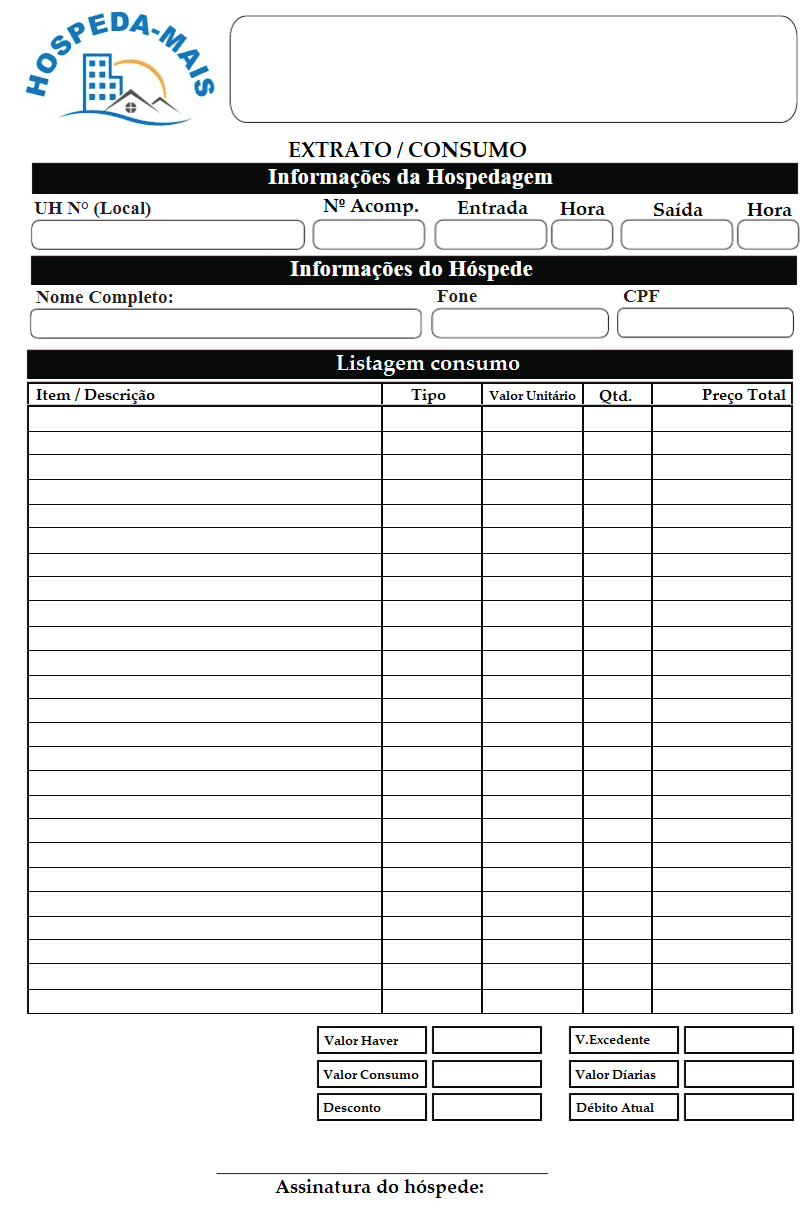 HOSPEDA-MAIS
EXTRATO / CONSUMO
Informações da Hospedagem
UH N° (Local) Nº Acomp. Entrada Hora Saída Hora
Informações do Hóspede
Nome Completo: Fone CPF
Listagem consumo
Item / Descrição Tipo Valor Unitário Qtd. Preço Total
Valor Haver V.Excedente
Valor Consumo Valor Díarias
Desconto Débito Atual
Assinatura do hóspede: